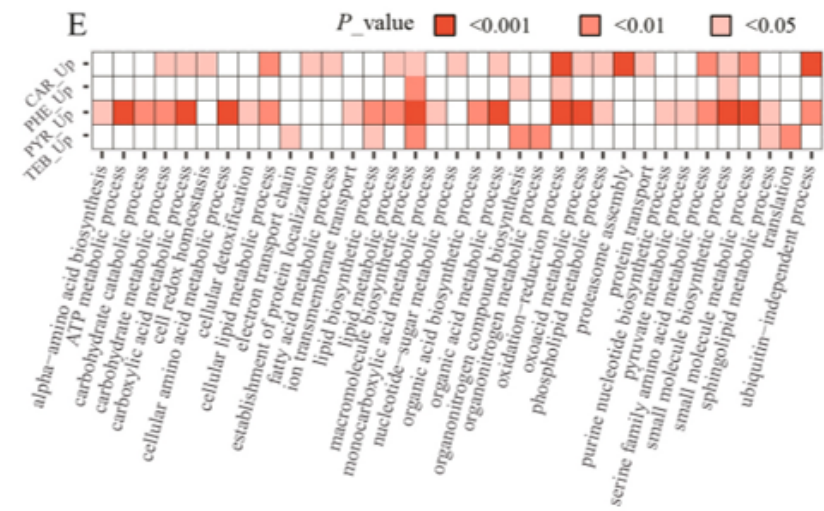 E
P_value <0.001 <0.01 <0.05
CAR_Up
PHE_Up
PYR_Up
TEB_Up
alpha−amino acid biosynthesis
ATP metabolic process
carbohydrate catabolic process
carbohydrate metabolic process
carboxylic acid metabolic process
cell redox homeostasis
cellular amino acid metabolic process
cellular detoxification
cellular lipid metabolic process
electron transport chain
establishment of protein localization
fatty acid metabolic process
ion transmembrane transport
lipid biosynthetic process
lipid metabolic process
macromolecule biosynthetic process
monocarboxylic acid metabolic process
nucleotide−sugar metabolic process
organic acid biosynthetic process
organic acid metabolic process
organonitrogen compound biosynthesis
organonitrogen metabolic process
oxidation−reduction process
oxoacid metabolic process
phospholipid metabolic process
proteasome assembly
protein transport
purine nucleotide biosynthetic process
pyruvate metabolic process
serine family amino acid metabolic process
small molecule biosynthetic process
small molecule metabolic process
sphingolipid metabolic process
translation
ubiquitin−independent process